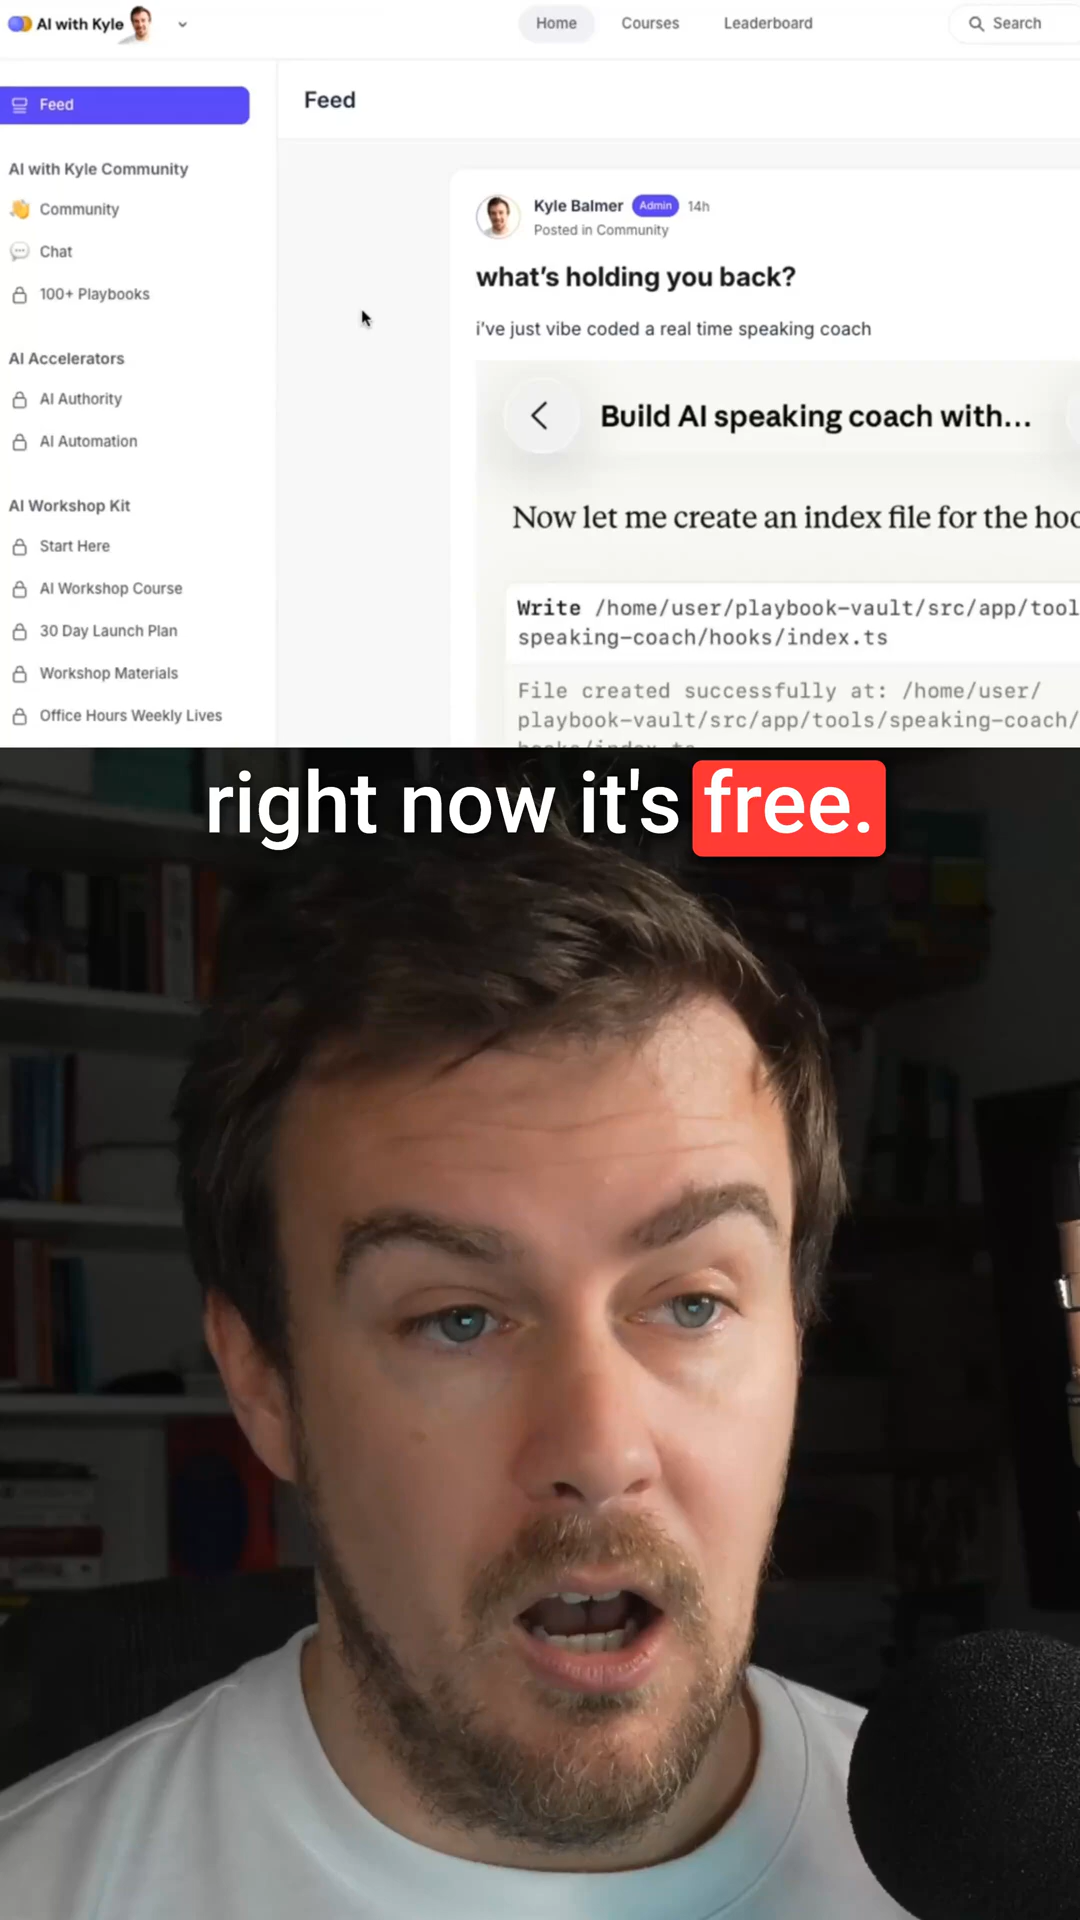 AI with Kyle
Home
Courses
Leaderboard
Search
Feed
AI with Kyle Community
Community
Chat
100+ Playbooks
AI Accelerators
AI Authority
AI Automation
AI Workshop Kit
Start Here
AI Workshop Course
30 Day Launch Plan
Workshop Materials
Office Hours Weekly Lives
Feed
Kyle Balmer Admin 14h
Posted in Community
what's holding you back?
i've just vibe coded a real time speaking coach
Build AI speaking coach with...
Now let me create an index file for the hoo
Write /home/user/playbook-vault/src/app/tool
speaking-coach/hooks/index.ts
File created successfully at: /home/user/
playbook-vault/src/app/tools/speaking-coach/
hooks/index.ts
right now it's free.